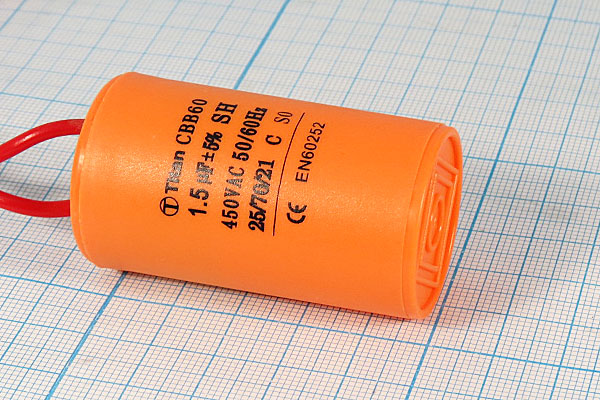 Titan CBB60
1.5 µF±5% SH
450VAC 50/60Hz
25/70/21 C S0
EN60252
CE